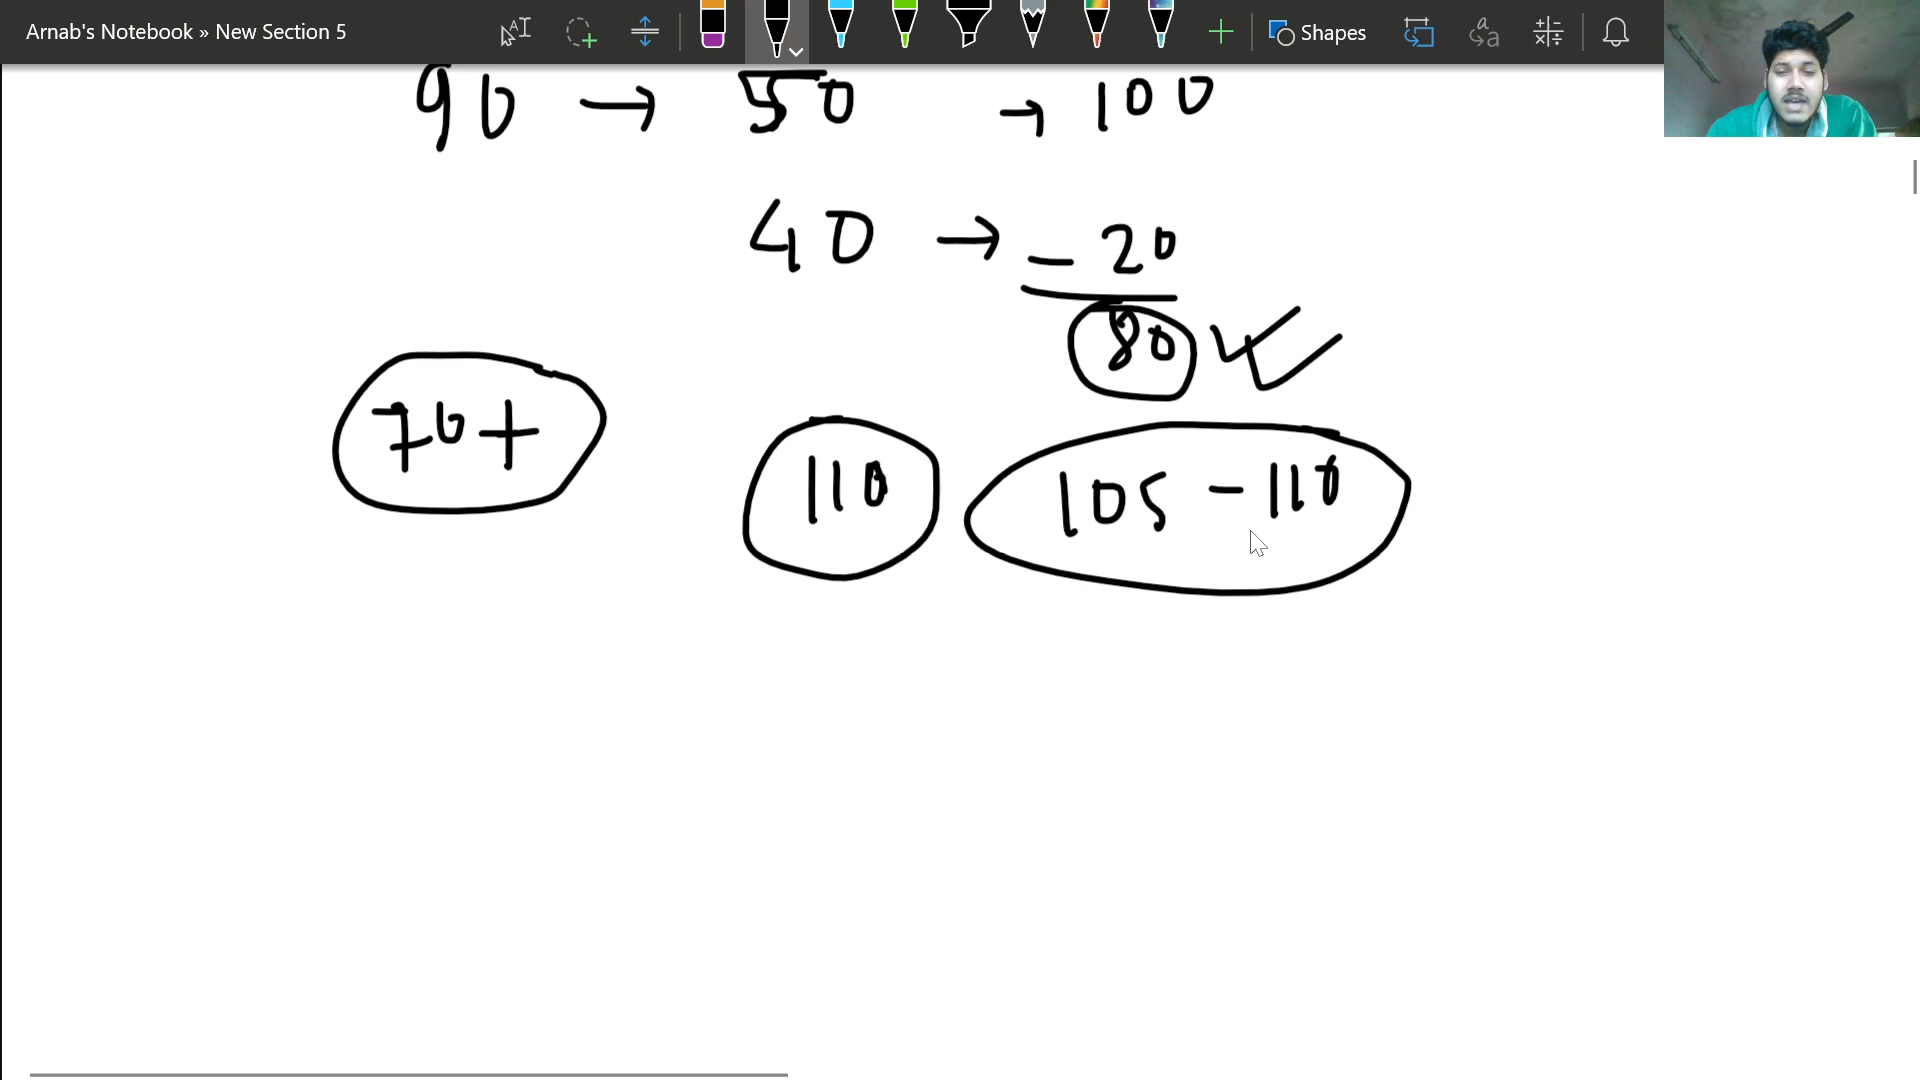 Arnab's Notebook » New Section 5
Shapes
90 → 50 → 100
40 → - 20
80
70+
110
105 - 110